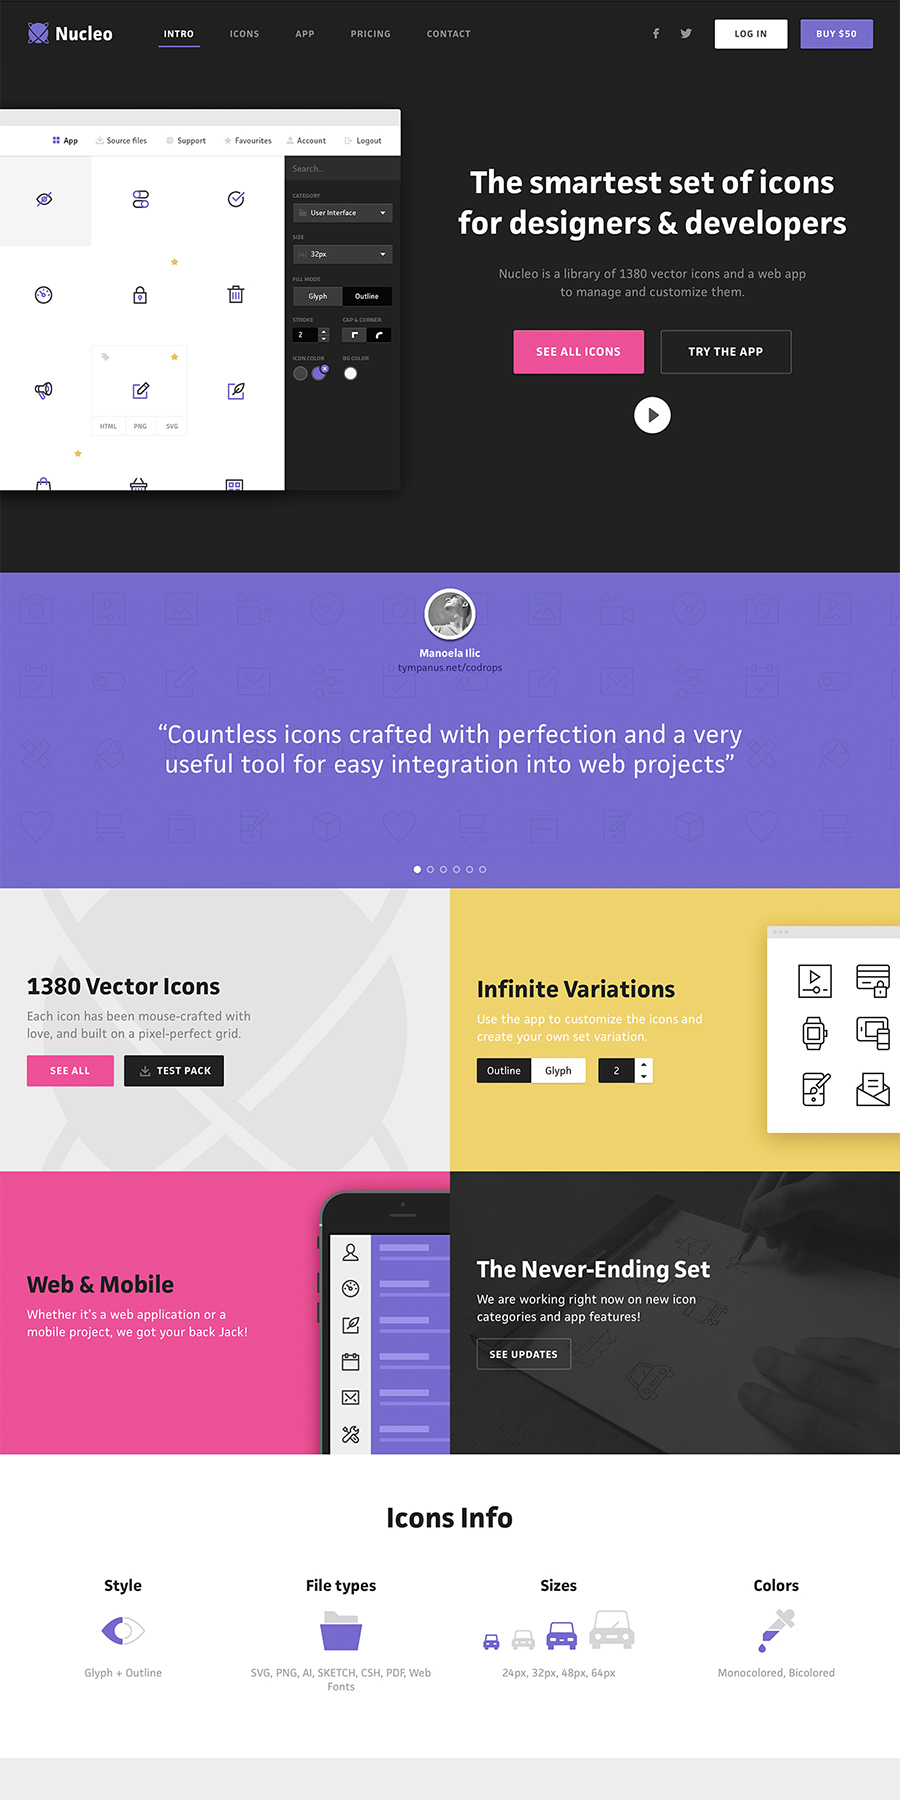 Nucleo
INTRO
ICONS
APP
PRICING
CONTACT
LOG IN
BUY $50
App
Source files
Support
Favourites
Account
Logout
Search...
CATEGORY
User Interface
SIZE
32px
FILL MODE
Glyph
Outline
STROKE
CAP & CORNER
2
ICON COLOR
BG COLOR
HTML
PNG
SVG
The smartest set of icons
for designers & developers
Nucleo is a library of 1380 vector icons and a web app
to manage and customize them.
SEE ALL ICONS
TRY THE APP
Manoela Ilic
tympanus.net/codrops
“Countless icons crafted with perfection and a very
useful tool for easy integration into web projects”
1380 Vector Icons
Each icon has been mouse-crafted with
love, and built on a pixel-perfect grid.
SEE ALL
TEST PACK
Infinite Variations
Use the app to customize the icons and
create your own set variation.
Outline
Glyph
2
Web & Mobile
Whether it's a web application or a
mobile project, we got your back Jack!
The Never-Ending Set
We are working right now on new icon
categories and app features!
SEE UPDATES
Icons Info
Style
Glyph + Outline
File types
SVG, PNG, AI, SKETCH, CSH, PDF, Web
Fonts
Sizes
24px, 32px, 48px, 64px
Colors
Monocolored, Bicolored